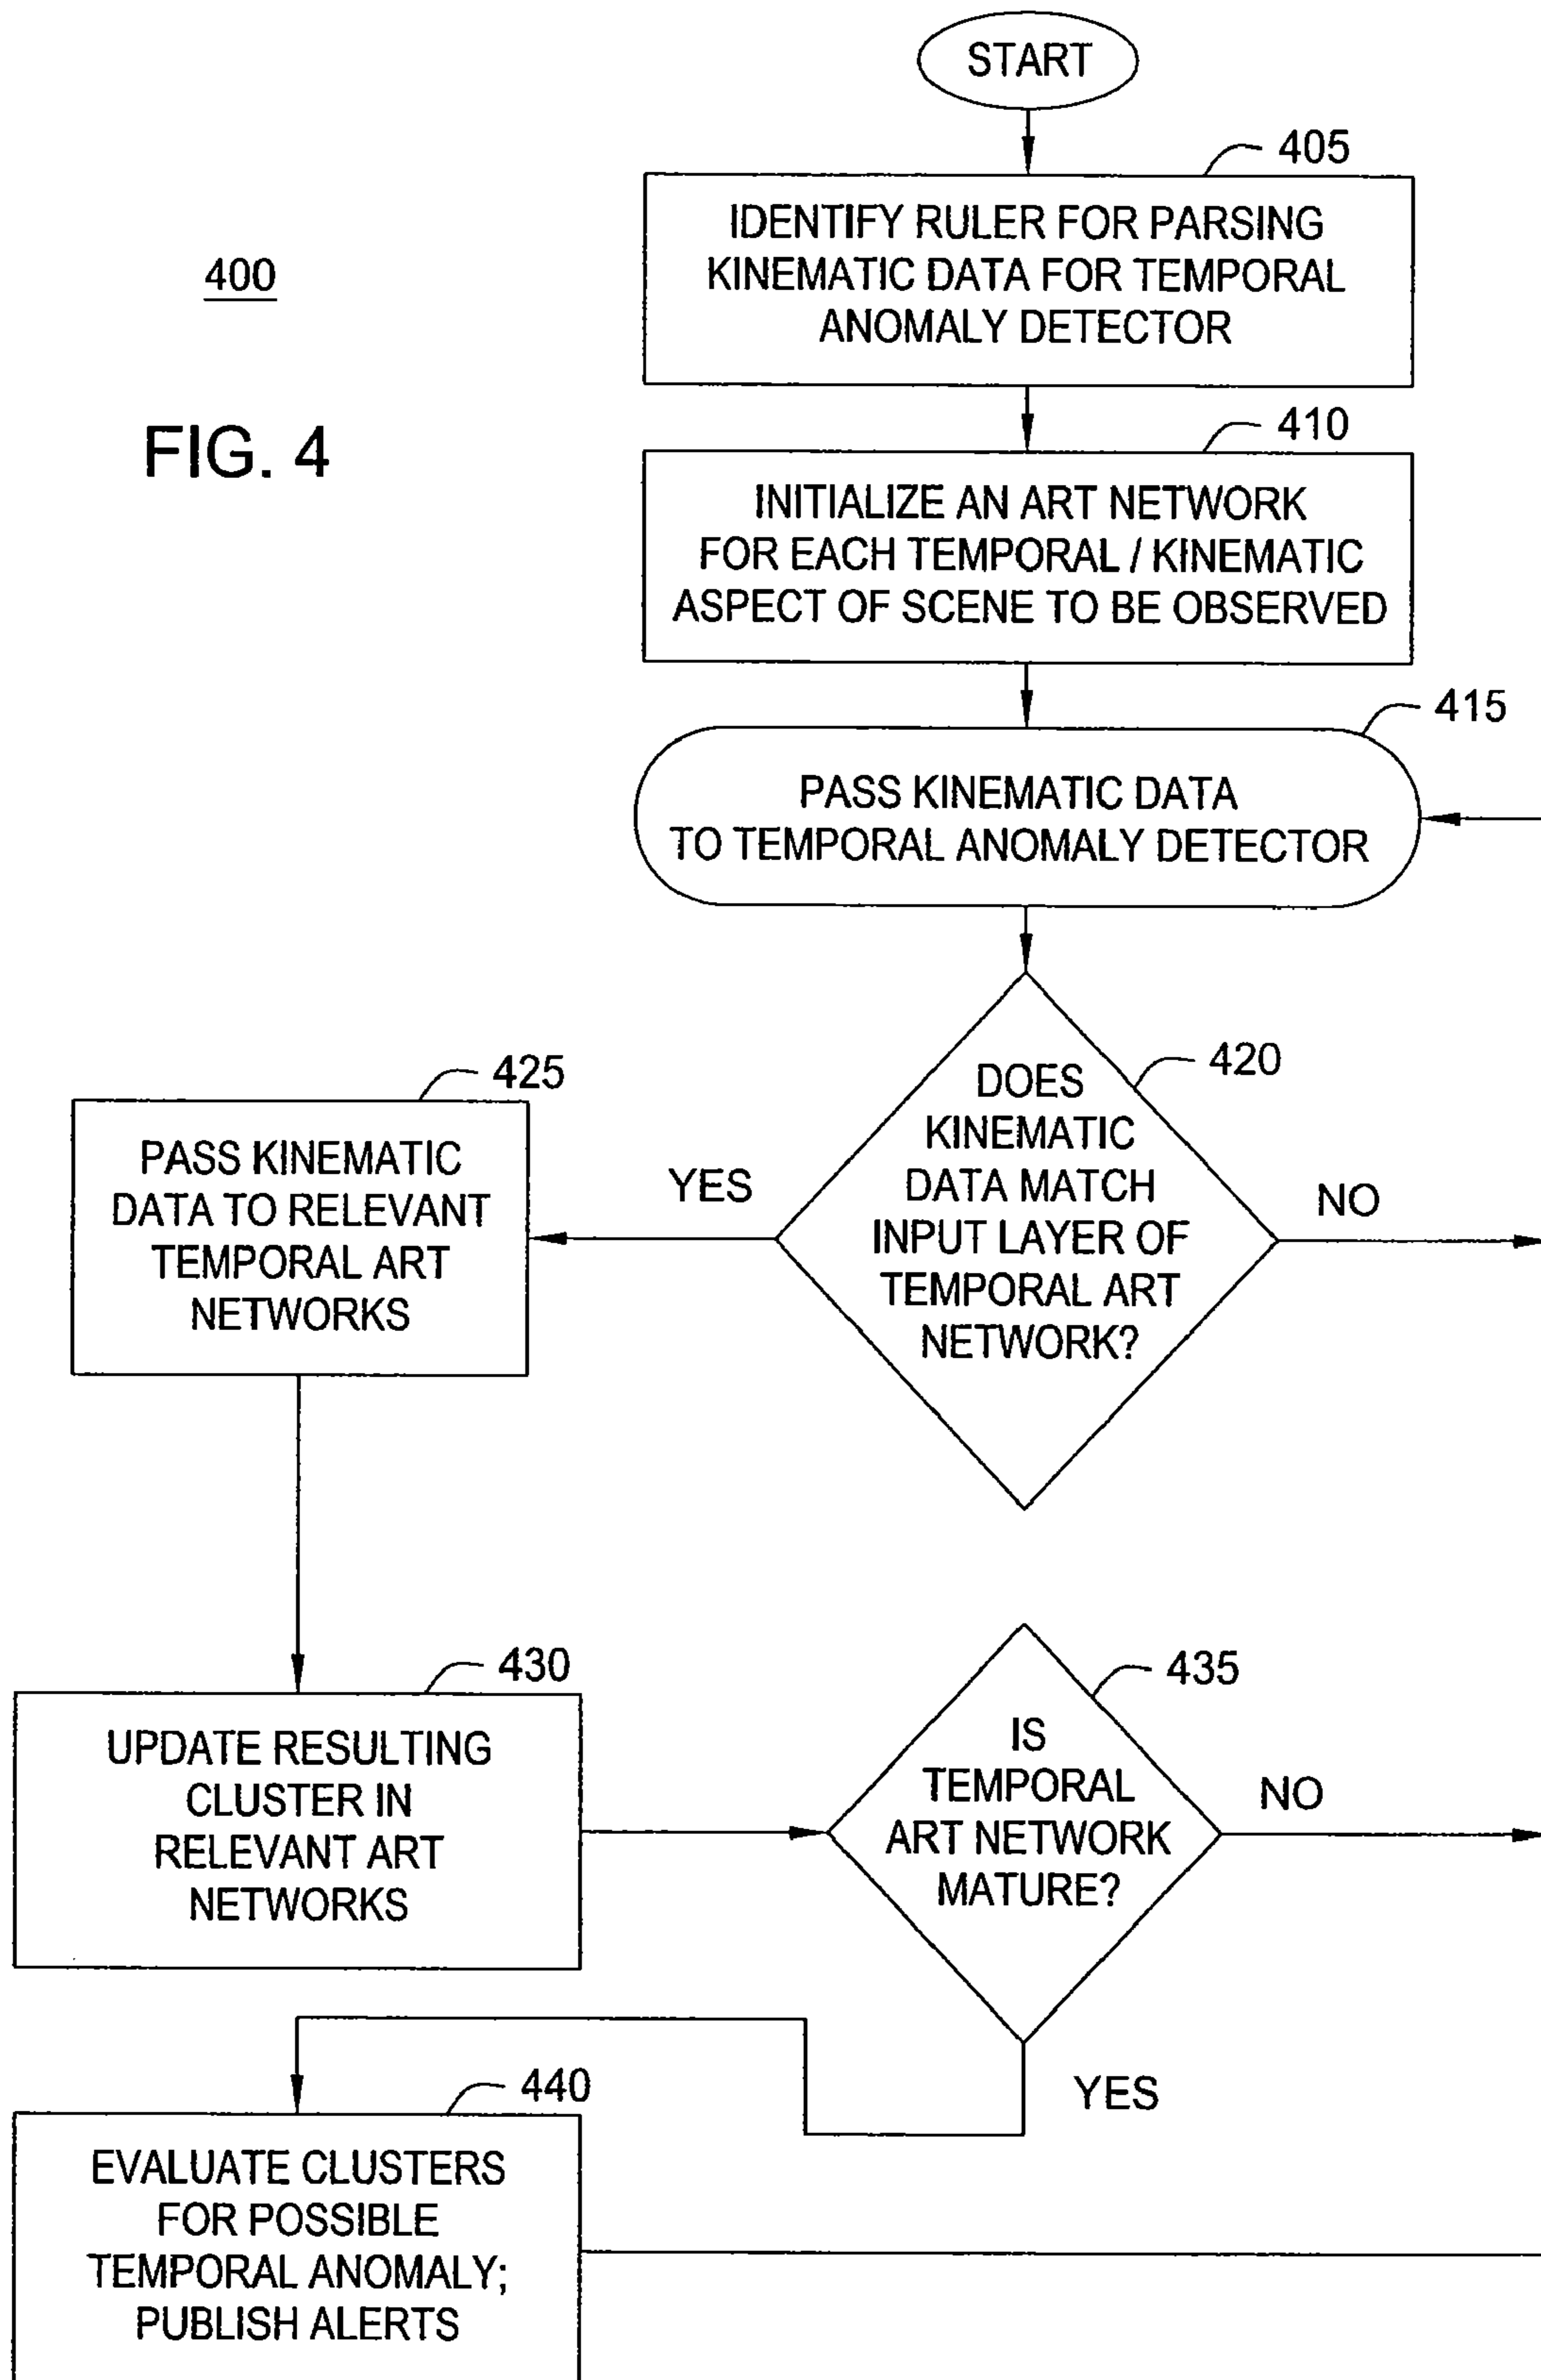 START
405
IDENTIFY RULER FOR PARSING
KINEMATIC DATA FOR TEMPORAL
ANOMALY DETECTOR
400
FIG. 4
410
INITIALIZE AN ART NETWORK
FOR EACH TEMPORAL / KINEMATIC
ASPECT OF SCENE TO BE OBSERVED
415
PASS KINEMATIC DATA
TO TEMPORAL ANOMALY DETECTOR
420
DOES
KINEMATIC
DATA MATCH
INPUT LAYER OF
TEMPORAL ART
NETWORK?
YES
NO
425
PASS KINEMATIC
DATA TO RELEVANT
TEMPORAL ART
NETWORKS
430
UPDATE RESULTING
CLUSTER IN
RELEVANT ART
NETWORKS
435
IS
TEMPORAL
ART NETWORK
MATURE?
NO
YES
440
EVALUATE CLUSTERS
FOR POSSIBLE
TEMPORAL ANOMALY;
PUBLISH ALERTS